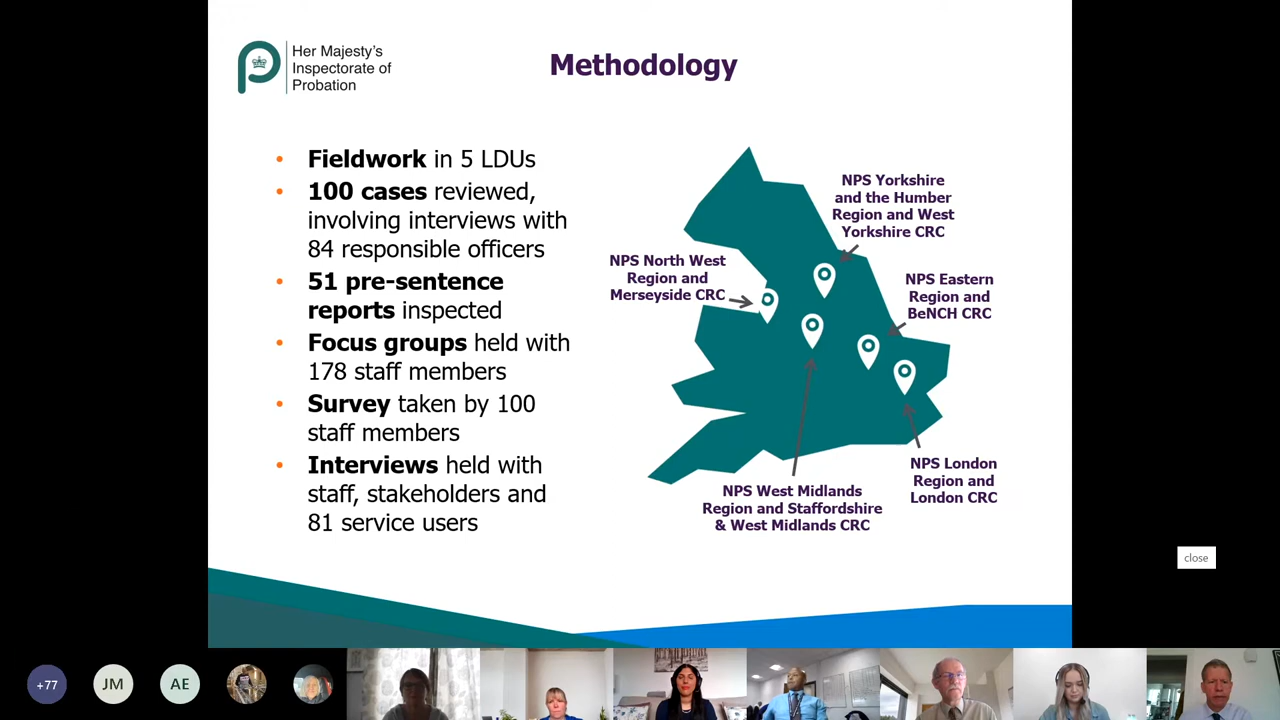 Her Majesty's
Inspectorate of
Probation
Methodology
• Fieldwork in 5 LDUs
• 100 cases reviewed,
involving interviews with
84 responsible officers
• 51 pre-sentence
reports inspected
• Focus groups held with
178 staff members
• Survey taken by 100
staff members
• Interviews held with
staff, stakeholders and
81 service users
NPS Yorkshire
and the Humber
Region and West
Yorkshire CRC
NPS North West
Region and
Merseyside CRC
NPS Eastern
Region and
BeNCH CRC
NPS London
Region and
London CRC
NPS West Midlands
Region and Staffordshire
& West Midlands CRC
close
+77
JM
AE